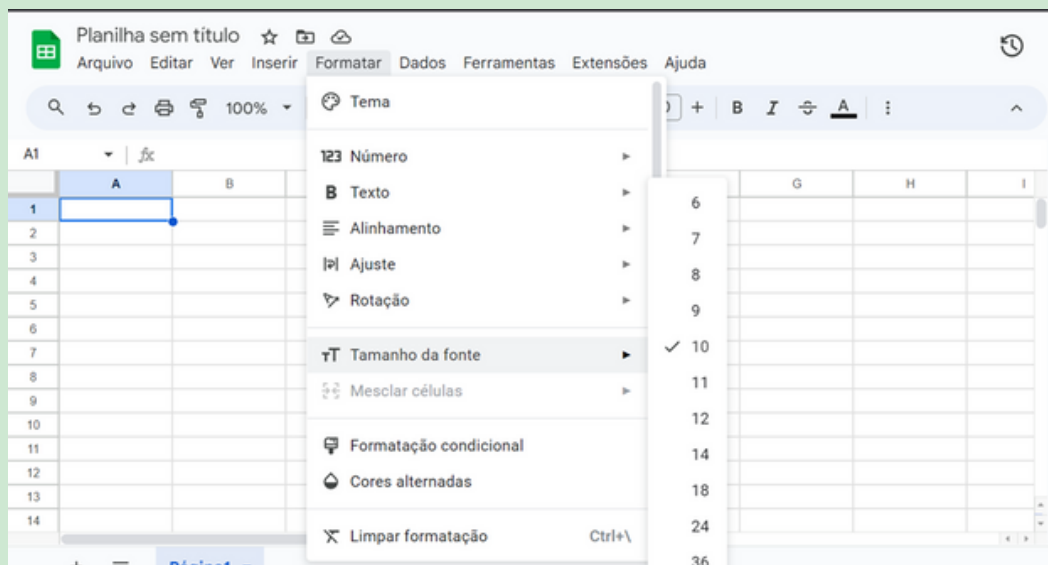 Planilha sem título
Arquivo Editar Ver Inserir Formatar Dados Ferramentas Extensões Ajuda
100% + B I A
Tema
A1 fx
123 Número
B Texto
Alinhamento
Ajuste
Rotação
TT Tamanho da fonte
Mesclar células
Formatação condicional
Cores alternadas
Limpar formatação Ctrl+\
6
7
8
9
10
11
12
14
18
24
36
A B G H I
1
2
3
4
5
6
7
8
9
10
11
12
13
14
Página1